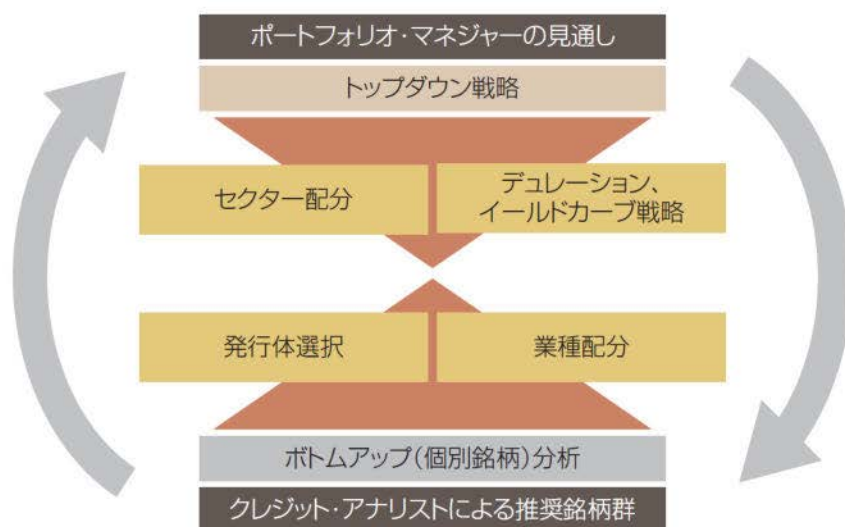 ポートフォリオ・マネジャーの見通し
トップダウン戦略
セクター配分
デュレーション、
イールドカーブ戦略
発行体選択
業種配分
ボトムアップ(個別銘柄)分析
クレジット・アナリストによる推奨銘柄群